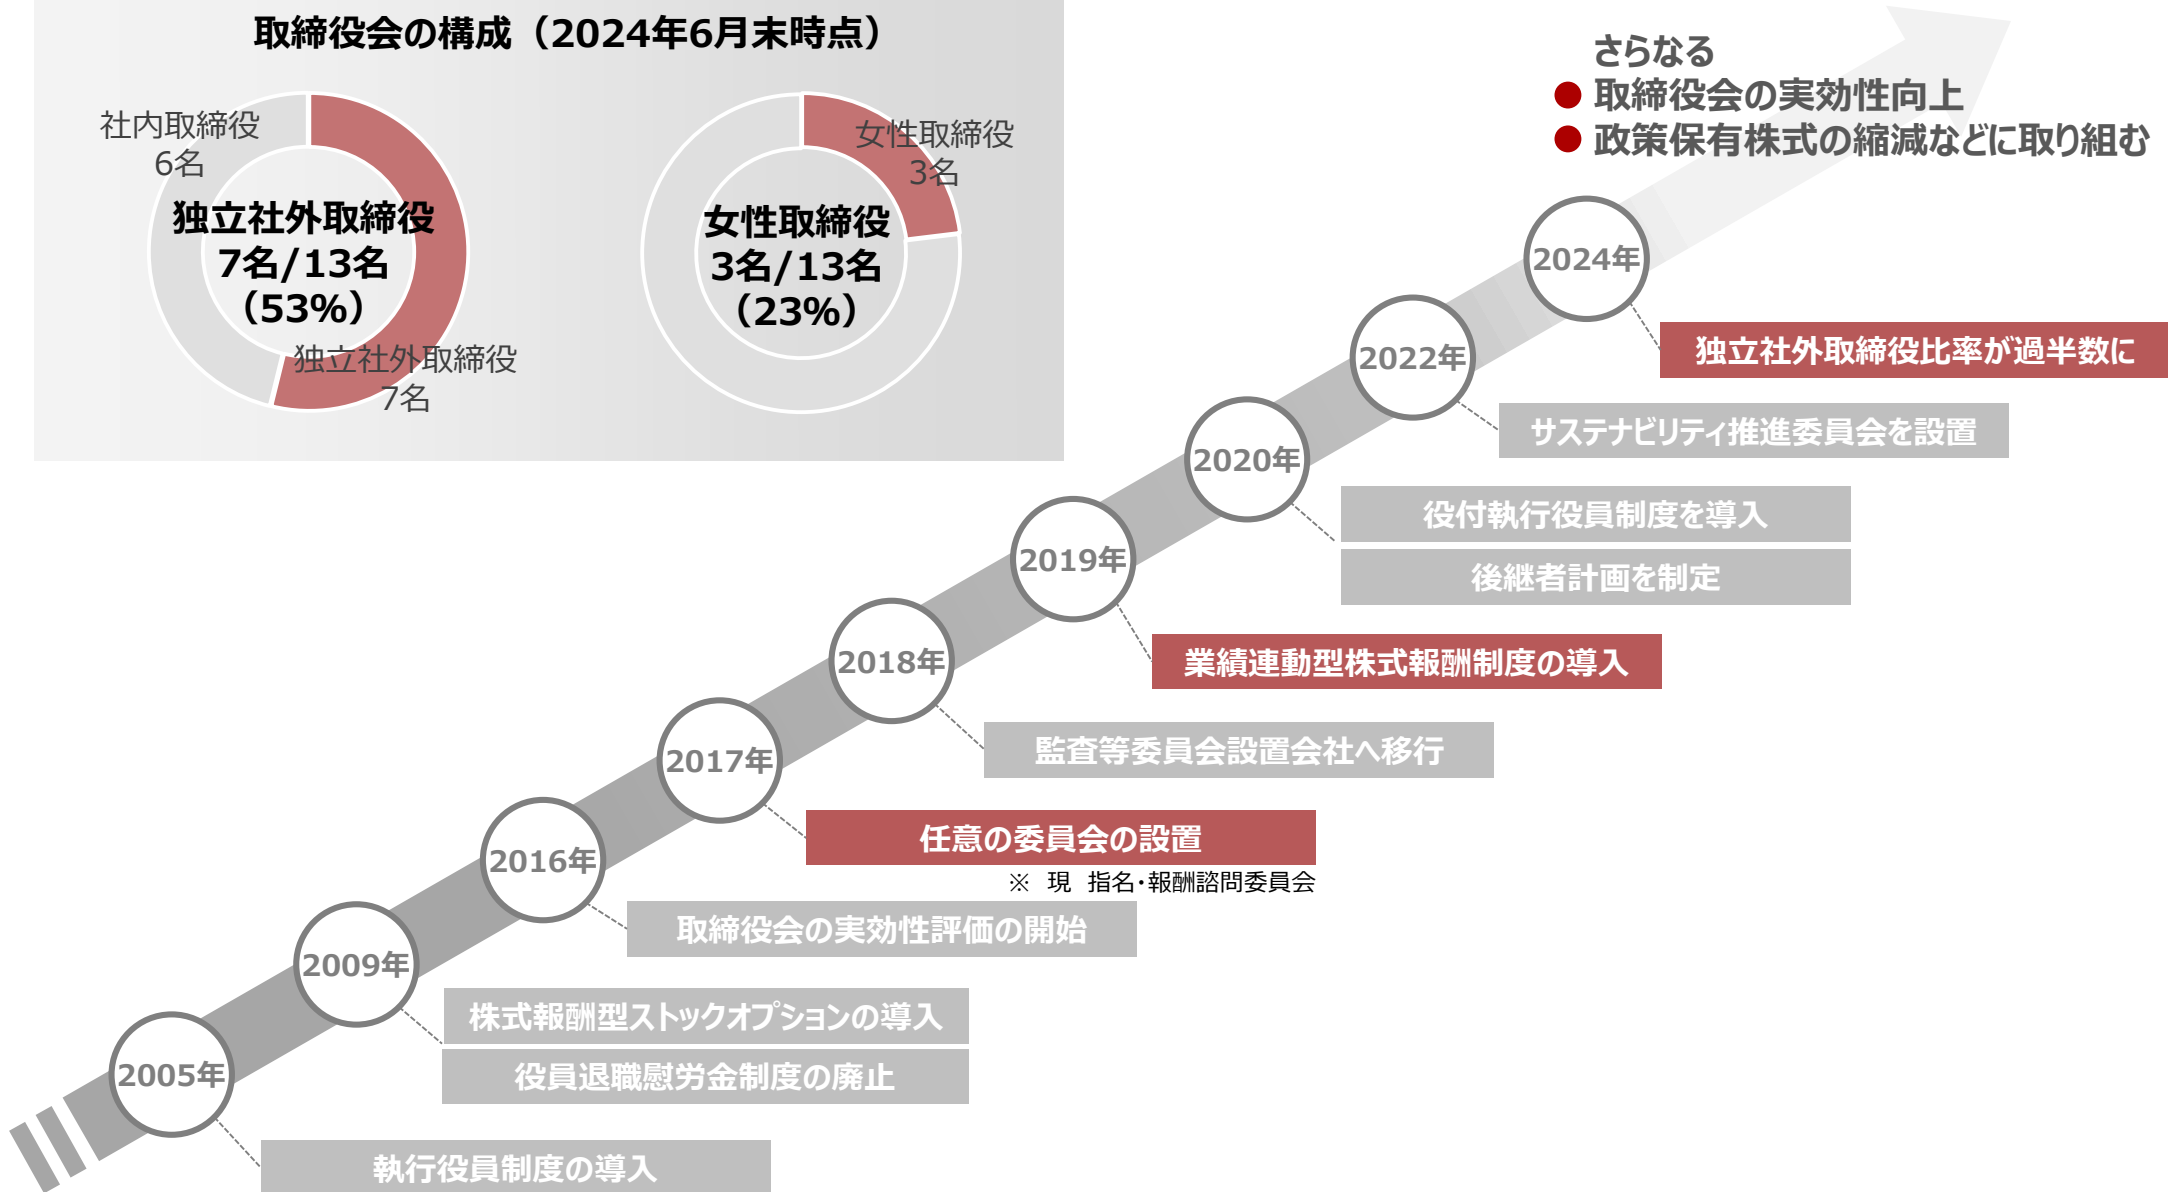 取締役会の構成（2024年6月末時点）
社内取締役
6名
独立社外取締役
7名/13名
（53%）
独立社外取締役
7名
女性取締役
3名
女性取締役
3名/13名
（23%）
さらなる
● 取締役会の実効性向上
● 政策保有株式の縮減などに取り組む
2024年
独立社外取締役比率が過半数に
2022年
サステナビリティ推進委員会を設置
2020年
役付執行役員制度を導入
後継者計画を制定
2019年
業績連動型株式報酬制度の導入
2018年
監査等委員会設置会社へ移行
2017年
任意の委員会の設置
※ 現 指名・報酬諮問委員会
2016年
取締役会の実効性評価の開始
2009年
株式報酬型ストックオプションの導入
役員退職慰労金制度の廃止
2005年
執行役員制度の導入